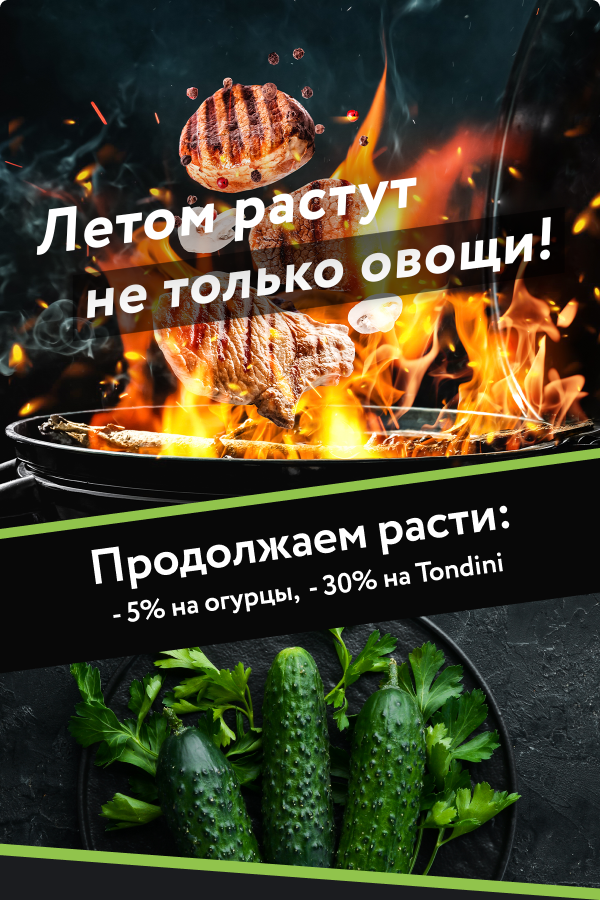 Летом растут
не только овощи!
Продолжаем расти:
- 5% на огурцы, - 30% на Tondini